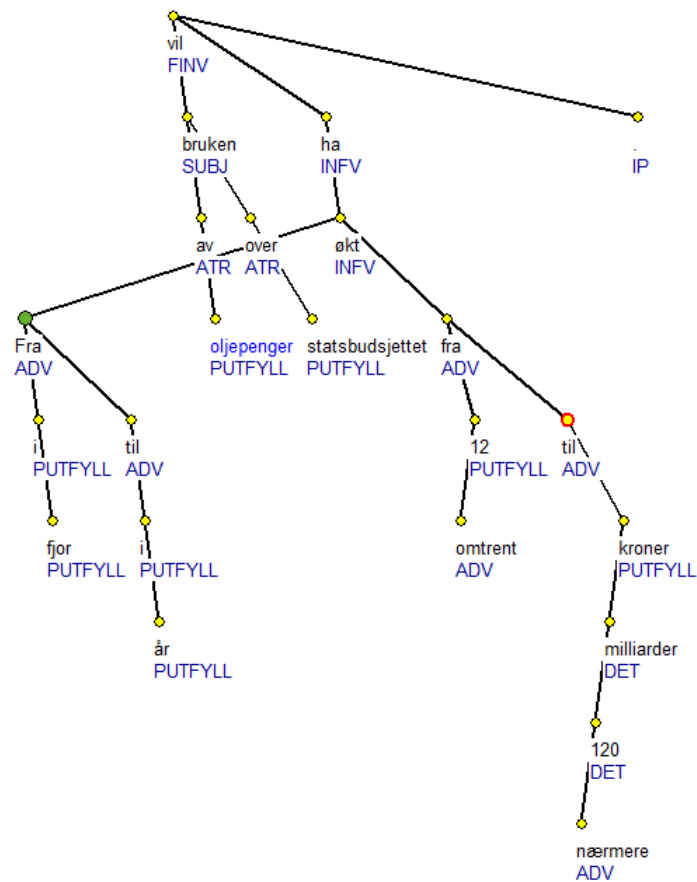 vil
FINV
bruken ha .
SUBJ INFV IP
av over økt
ATR ATR INFV
Fra oljepenger statsbudsjettet fra
ADV PUTFYLL PUTFYLL ADV
i til 12 til
PUTFYLL ADV PUTFYLL ADV
fjor i omtrent kroner
PUTFYLL PUTFYLL ADV PUTFYLL
år milliarder
PUTFYLL DET
120
DET
nærmere
ADV